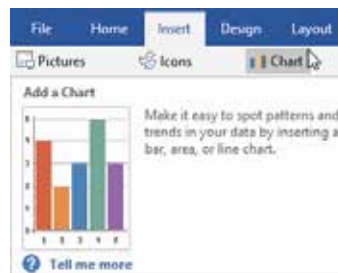 File Home Insert Design Layout
Pictures Icons Chart
Add a Chart
Make it easy to spot patterns and
trends in your data by inserting a
bar, area, or line chart.
Tell me more